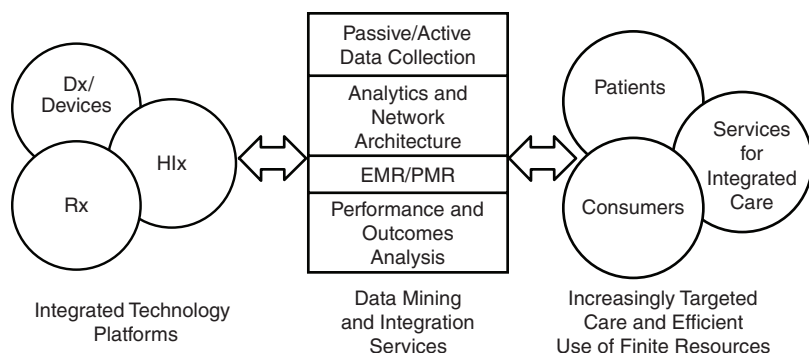 Dx/
Devices
HIx
Rx
Integrated Technology
Platforms
Passive/Active
Data Collection
Analytics and
Network
Architecture
EMR/PMR
Performance and
Outcomes
Analysis
Data Mining
and Integration
Services
Patients
Services
for
Integrated
Care
Consumers
Increasingly Targeted
Care and Efficient
Use of Finite Resources